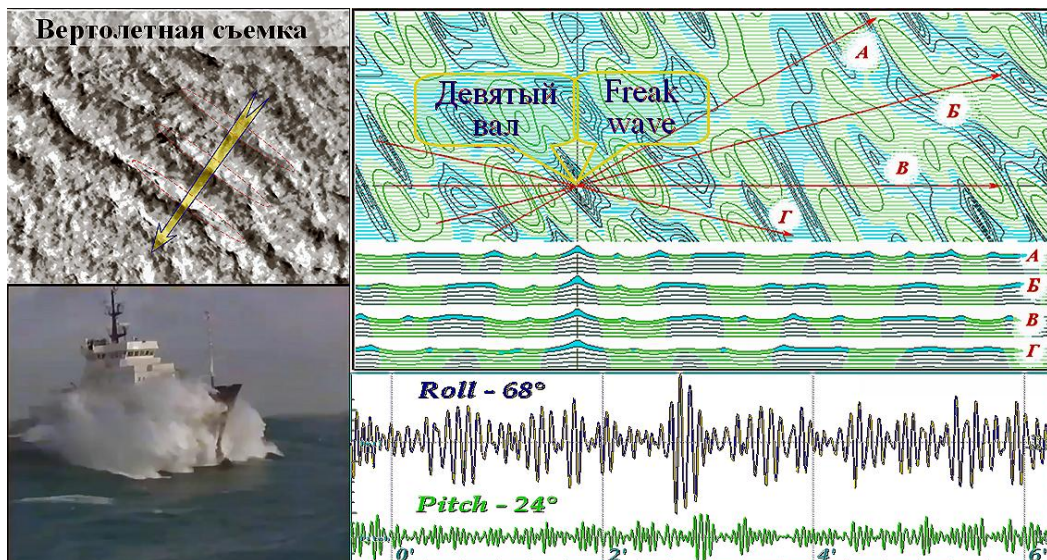 Вертолетная съемка
Девятый
вал
Freak
wave
А
Б
В
Г
А
Б
В
Г
Roll - 68°
Pitch - 24°
0'
2'
4'
6'